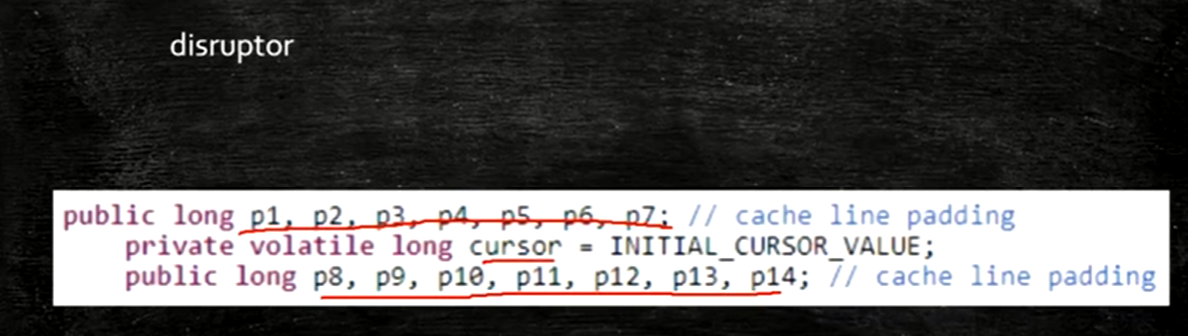 disruptor
public long p1, p2, p3, p4, p5, p6, p7; // cache line padding
private volatile long cursor = INITIAL_CURSOR_VALUE;
public long p8, p9, p10, p11, p12, p13, p14; // cache line padding